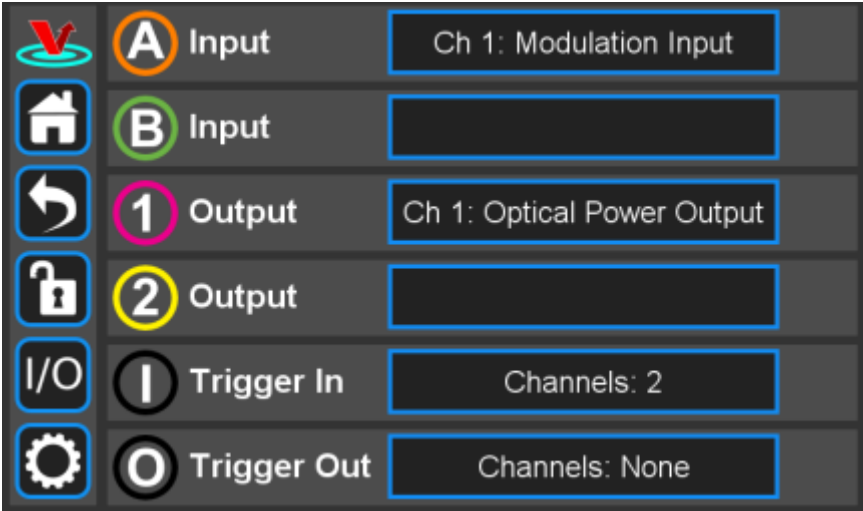 A Input Ch 1: Modulation Input
B Input
1 Output Ch 1: Optical Power Output
2 Output
I/O I Trigger In Channels: 2
O Trigger Out Channels: None